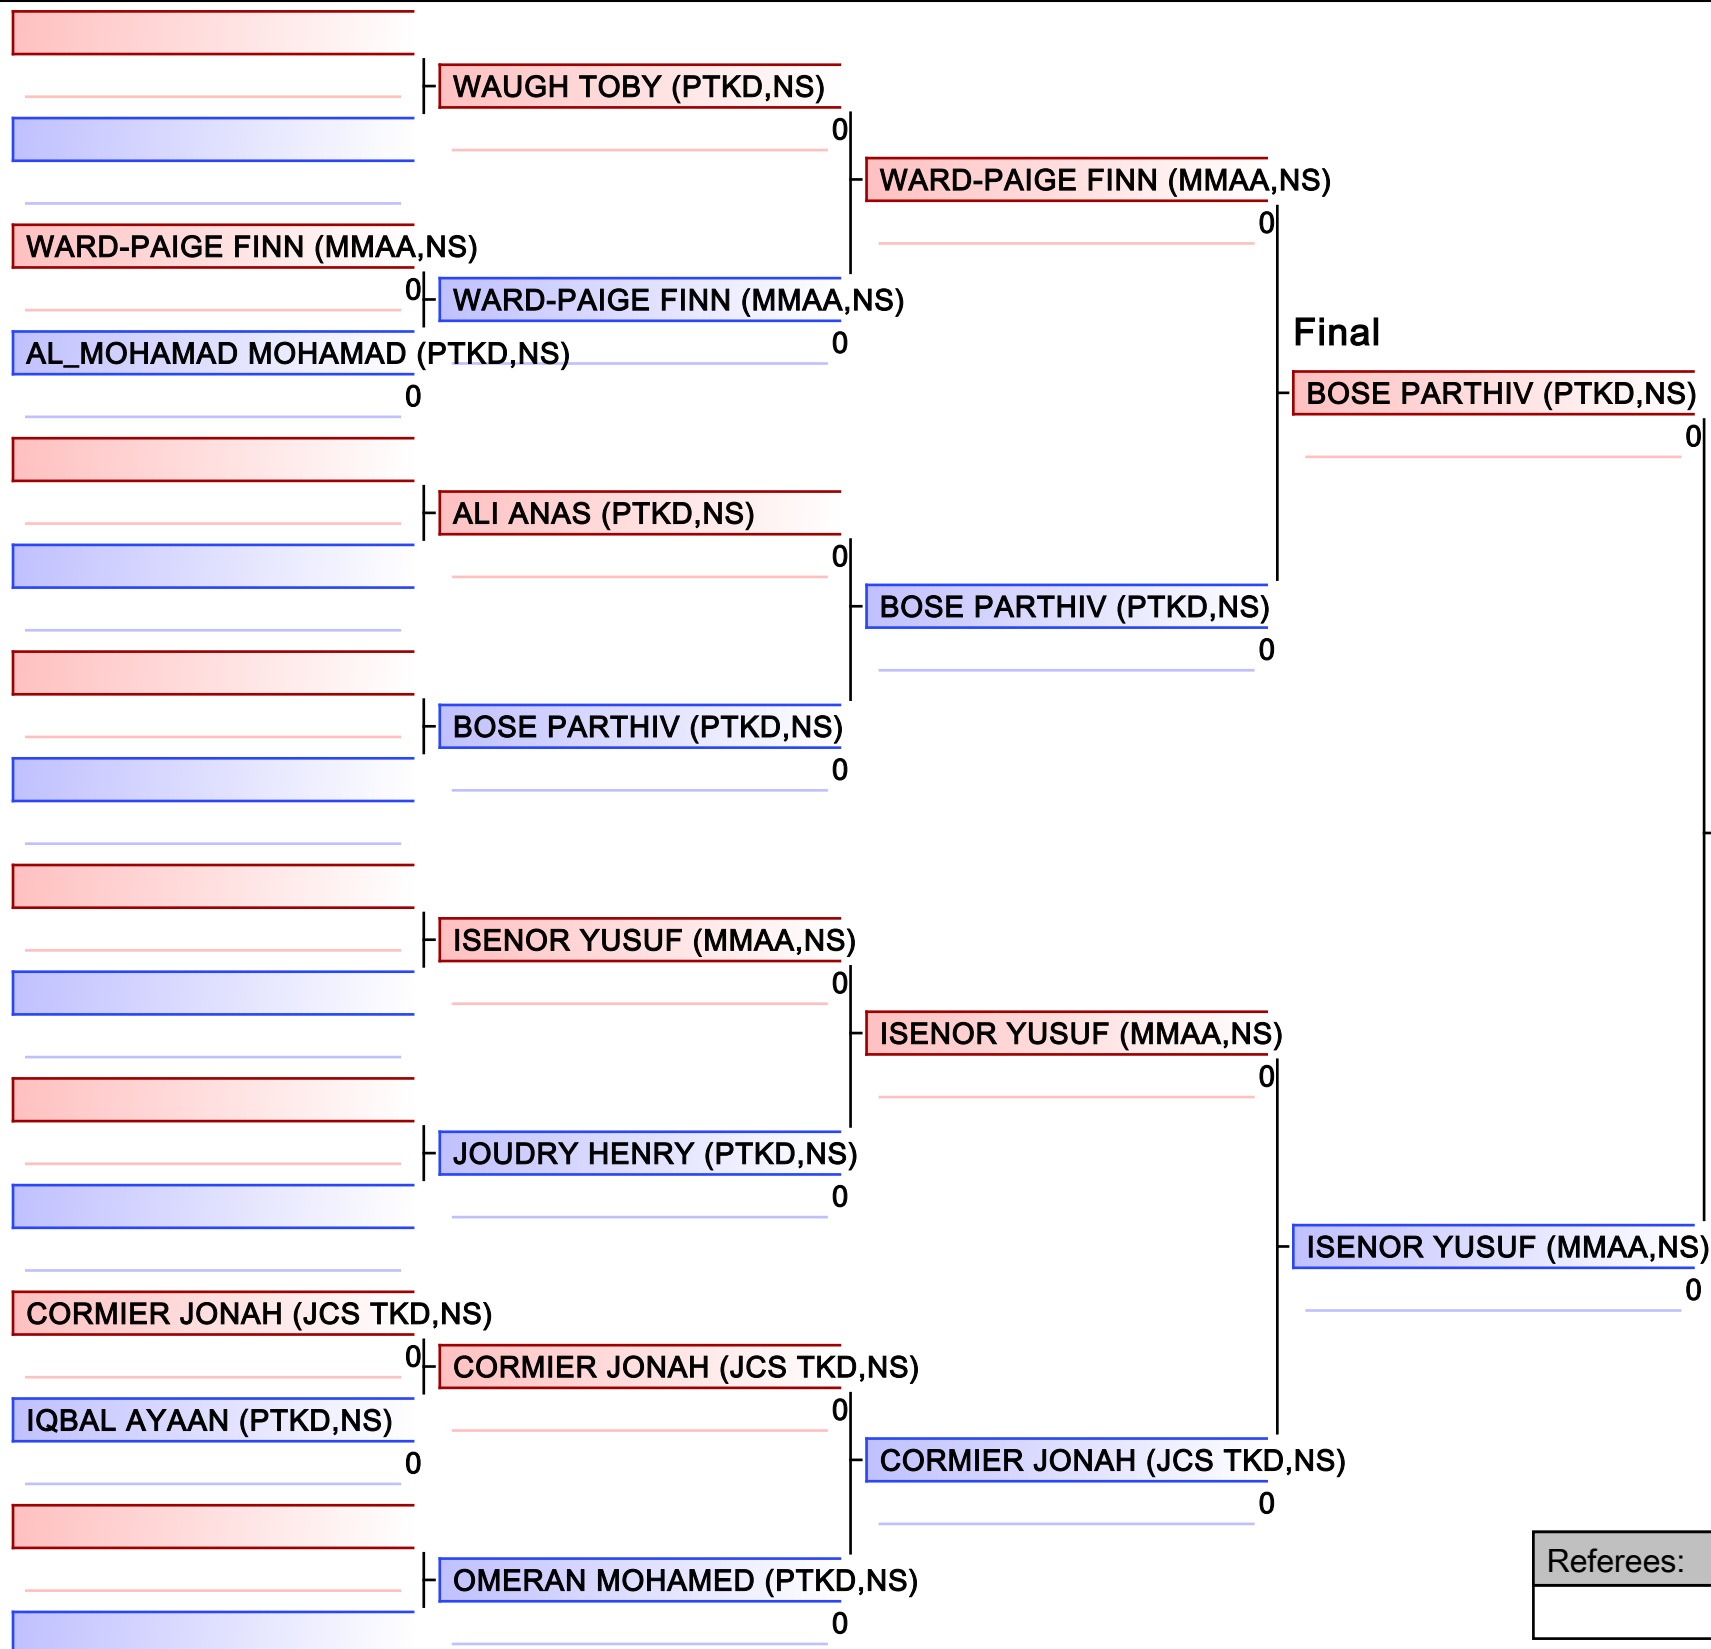 WAUGH TOBY (PTKD,NS)
0
WARD-PAIGE FINN (MMAA,NS)
0
WARD-PAIGE FINN (MMAA,NS)
0
WARD-PAIGE FINN (MMAA,NS)
0
Final
AL_MOHAMAD MOHAMAD (PTKD,NS)
0
BOSE PARTHIV (PTKD,NS)
0
ALI ANAS (PTKD,NS)
0
BOSE PARTHIV (PTKD,NS)
0
BOSE PARTHIV (PTKD,NS)
0
ISENOR YUSUF (MMAA,NS)
0
ISENOR YUSUF (MMAA,NS)
0
JOUDRY HENRY (PTKD,NS)
0
ISENOR YUSUF (MMAA,NS)
0
CORMIER JONAH (JCS TKD,NS)
0
CORMIER JONAH (JCS TKD,NS)
0
IQBAL AYAAN (PTKD,NS)
0
CORMIER JONAH (JCS TKD,NS)
0
OMERAN MOHAMED (PTKD,NS)
0
Referees: